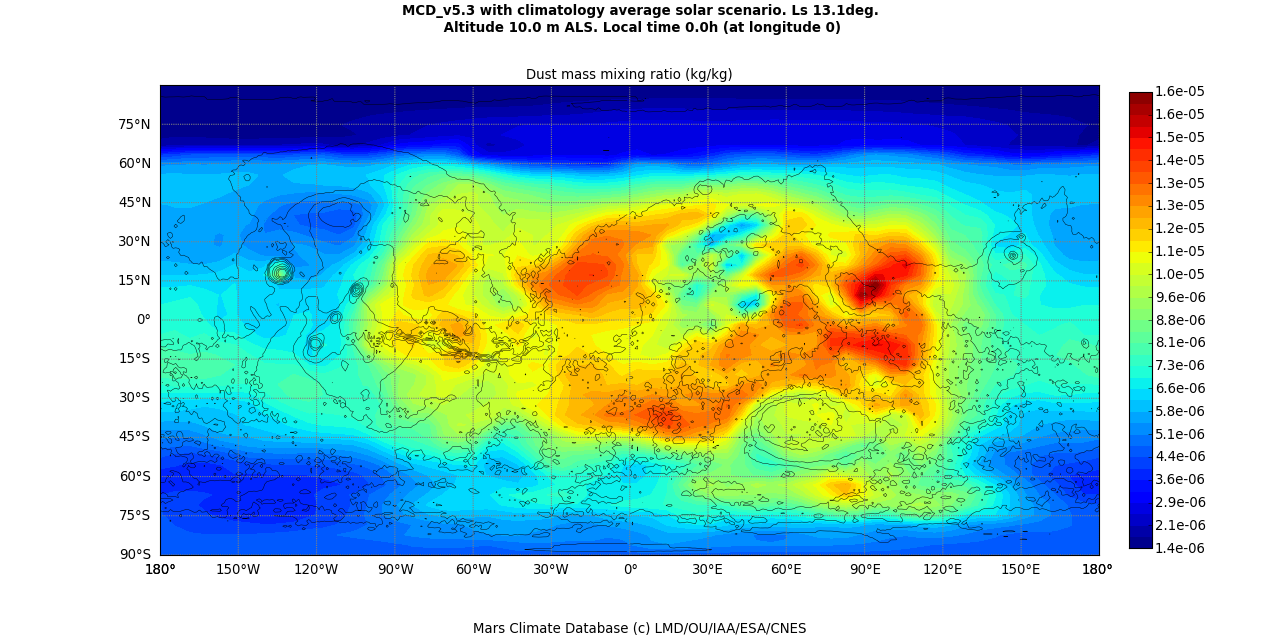 MCD_v5.3 with climatology average solar scenario. Ls 13.1deg.
Altitude 10.0 m ALS. Local time 0.0h (at longitude 0)
Dust mass mixing ratio (kg/kg)
75°N
60°N
45°N
30°N
15°N
0°
15°S
30°S
45°S
60°S
75°S
90°S
180° 150°W 120°W 90°W 60°W 30°W 0° 30°E 60°E 90°E 120°E 150°E 180°
1.6e-05
1.6e-05
1.5e-05
1.4e-05
1.3e-05
1.3e-05
1.2e-05
1.1e-05
1.0e-05
9.6e-06
8.8e-06
8.1e-06
7.3e-06
6.6e-06
5.8e-06
5.1e-06
4.4e-06
3.6e-06
2.9e-06
2.1e-06
1.4e-06
Mars Climate Database (c) LMD/OU/IAA/ESA/CNES